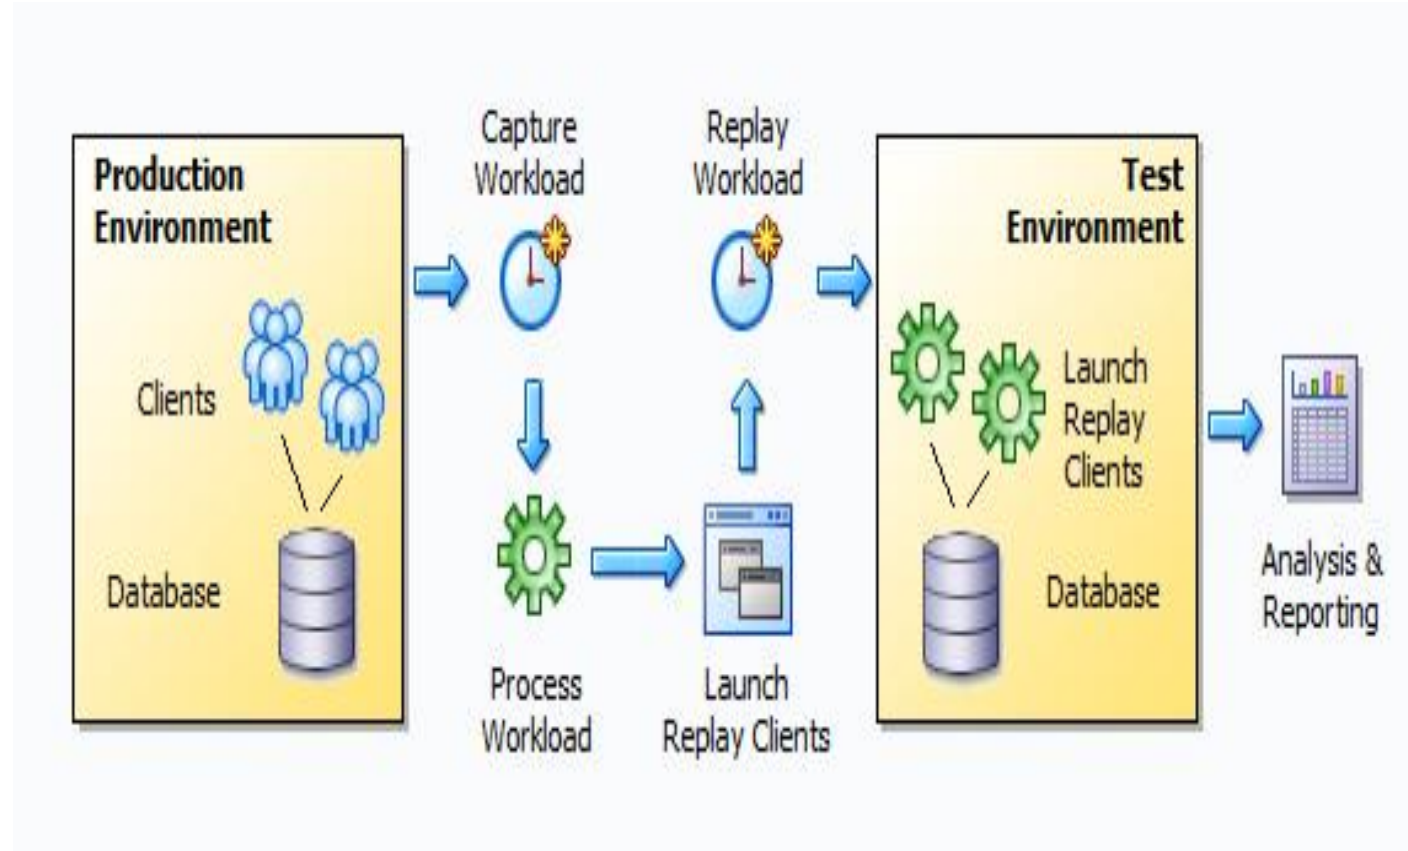 Production
Environment
Clients
Database
Capture
Workload
Process
Workload
Launch
Replay Clients
Replay
Workload
Test
Environment
Launch
Replay
Clients
Database
Analysis &
Reporting